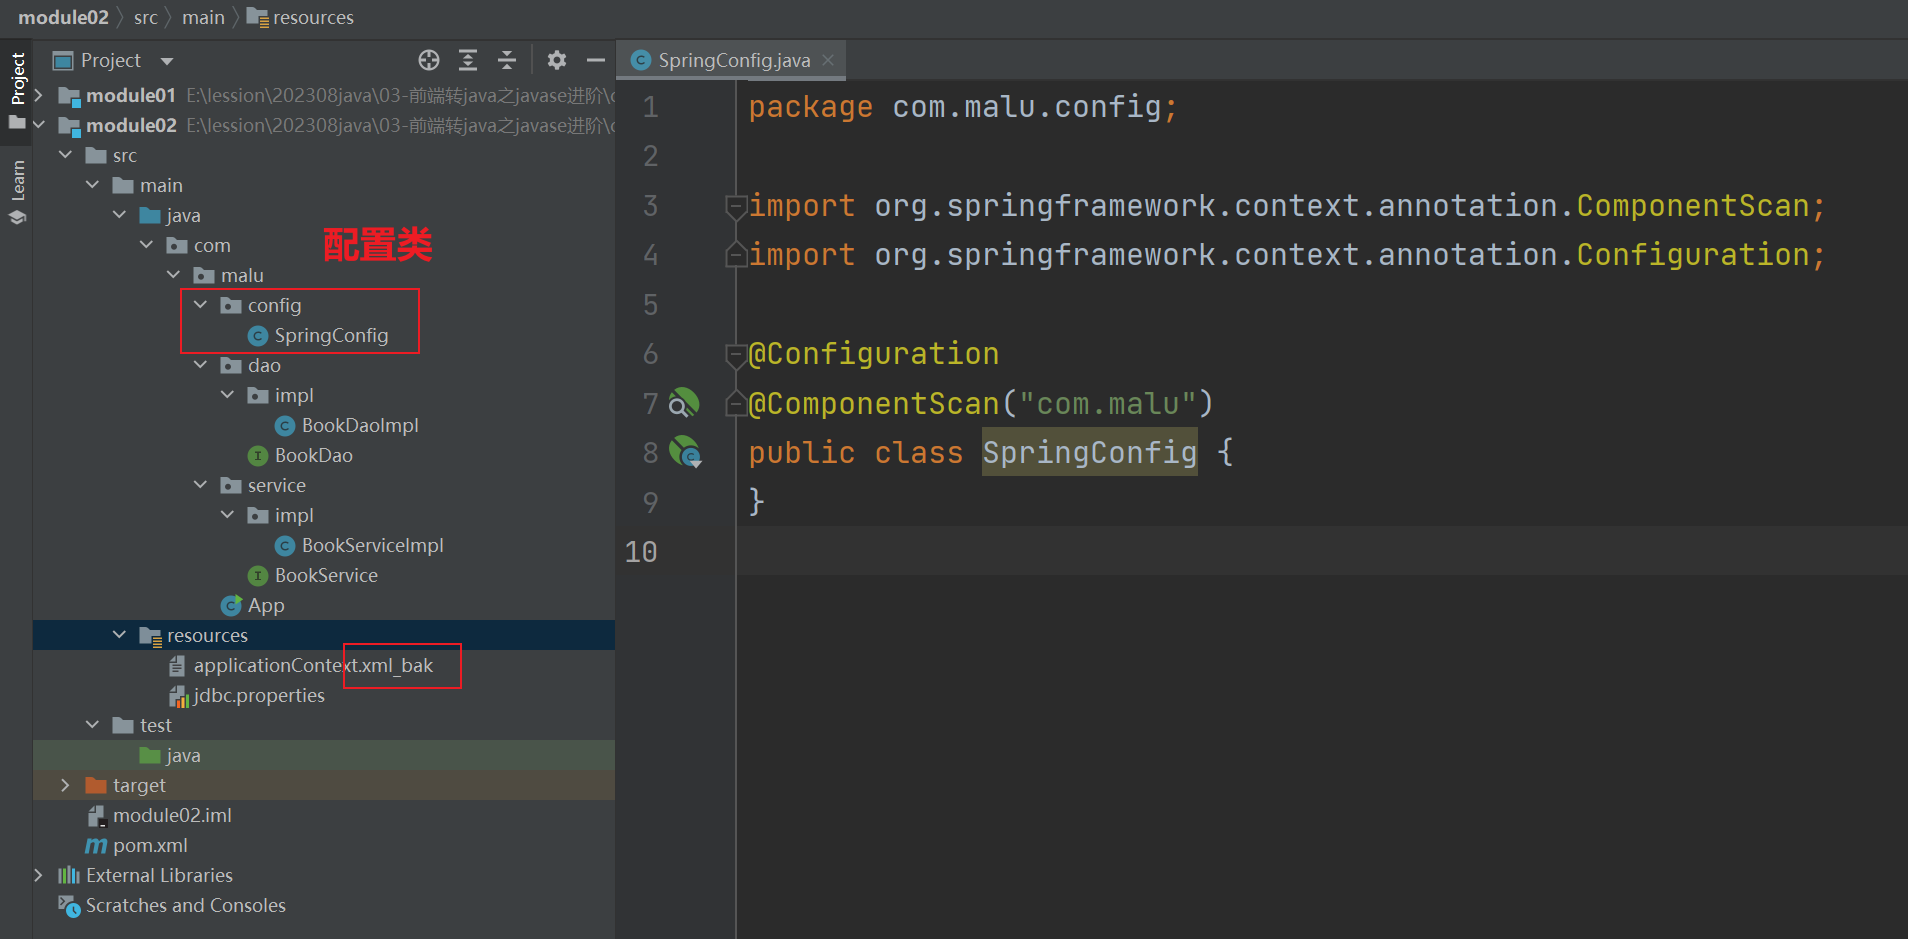 module02 src main resources
Project
Learn
Project
module01 E:\lession\202308java\03-前端转java之javase进阶\c
module02 E:\lession\202308java\03-前端转java之javase进阶\c
src
main
java
com
配置类
malu
config
SpringConfig
dao
impl
BookDaoImpl
BookDao
service
impl
BookServiceImpl
BookService
App
resources
applicationContext.xml_bak
jdbc.properties
test
java
target
module02.iml
pom.xml
External Libraries
Scratches and Consoles
SpringConfig.java
1 package com.malu.config;
2
3 import org.springframework.context.annotation.ComponentScan;
4 import org.springframework.context.annotation.Configuration;
5
6 @Configuration
7 @ComponentScan("com.malu")
8 public class SpringConfig {
9 }
10